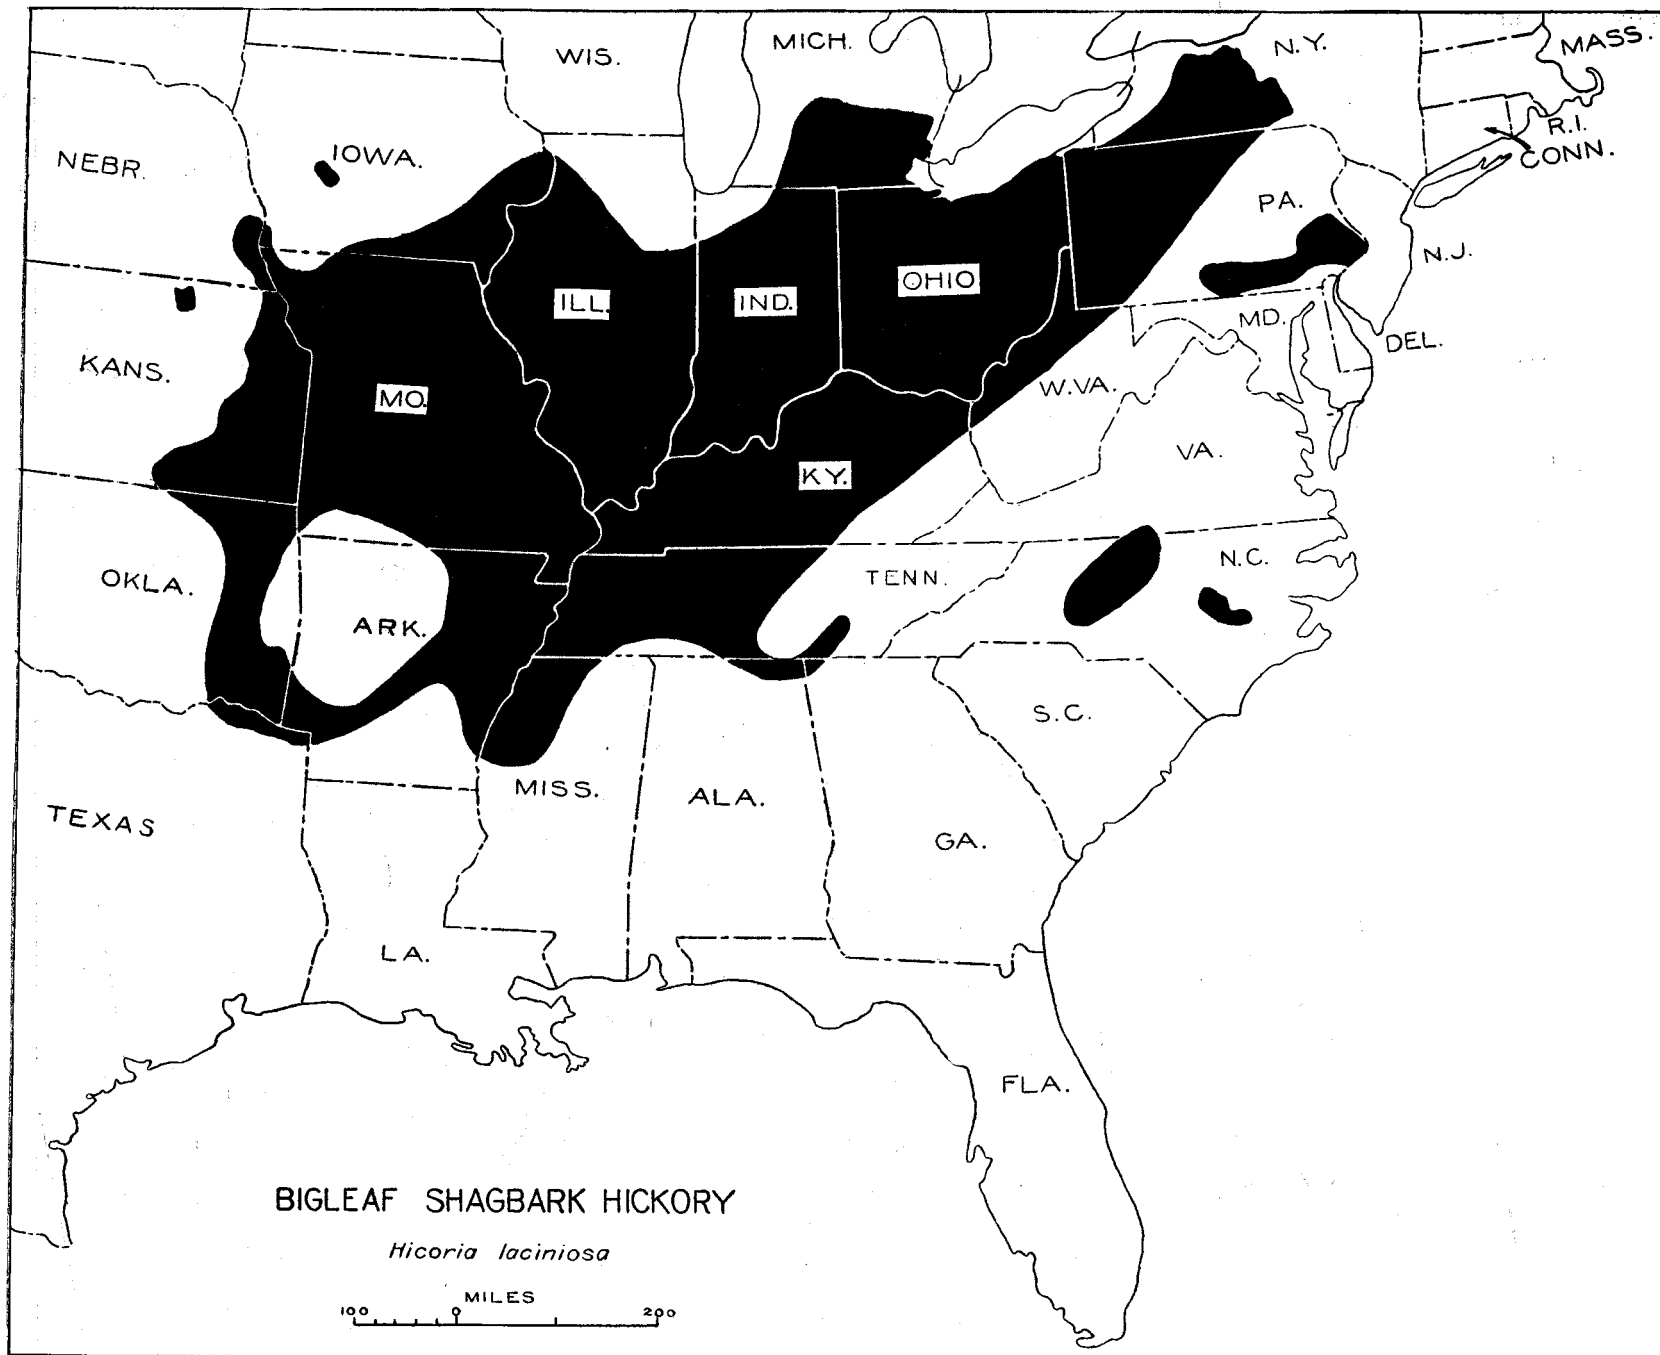 WIS.
MICH.
N.Y.
MASS.
NEBR.
IOWA.
R.I.
CONN.
PA.
N.J.
ILL.
IND.
OHIO
MD.
DEL.
KANS.
MO.
W.VA.
VA.
KY.
OKLA.
ARK.
TENN.
N.C.
S.C.
TEXAS
MISS.
ALA.
GA.
LA.
FLA.
BIGLEAF SHAGBARK HICKORY
Hicoria laciniosa
MILES
100 0 200